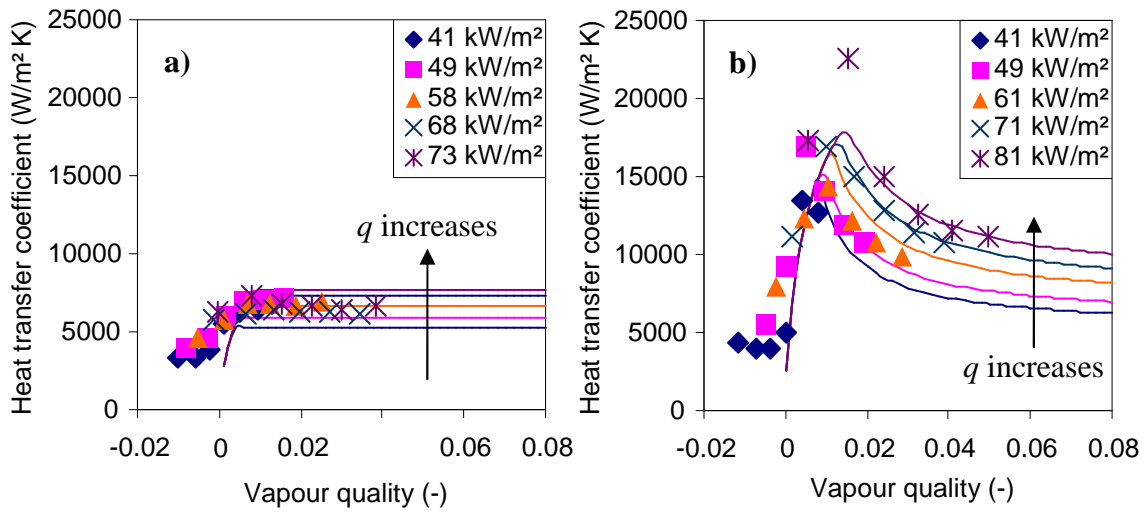 Heat transfer coefficient (W/m² K)
25000
20000
15000
10000
5000
0
-0.02
0
0.02
0.04
0.06
0.08
Vapour quality (-)
a)
41 kW/m²
49 kW/m²
58 kW/m²
68 kW/m²
73 kW/m²
q increases
Heat transfer coefficient (W/m² K)
25000
20000
15000
10000
5000
0
-0.02
0
0.02
0.04
0.06
0.08
Vapour quality (-)
b)
41 kW/m²
49 kW/m²
61 kW/m²
71 kW/m²
81 kW/m²
q increases